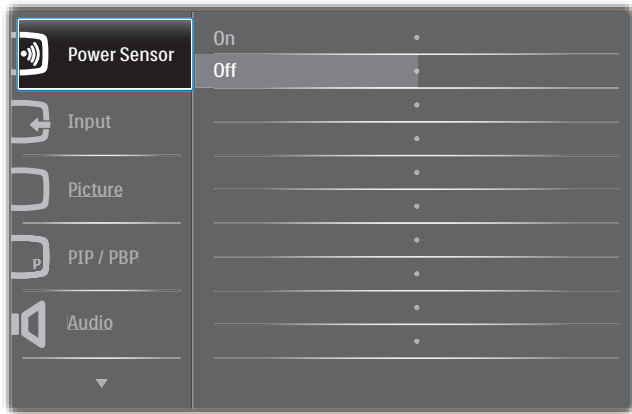 Power Sensor
On
Off
Input
Picture
PIP / PBP
P
Audio